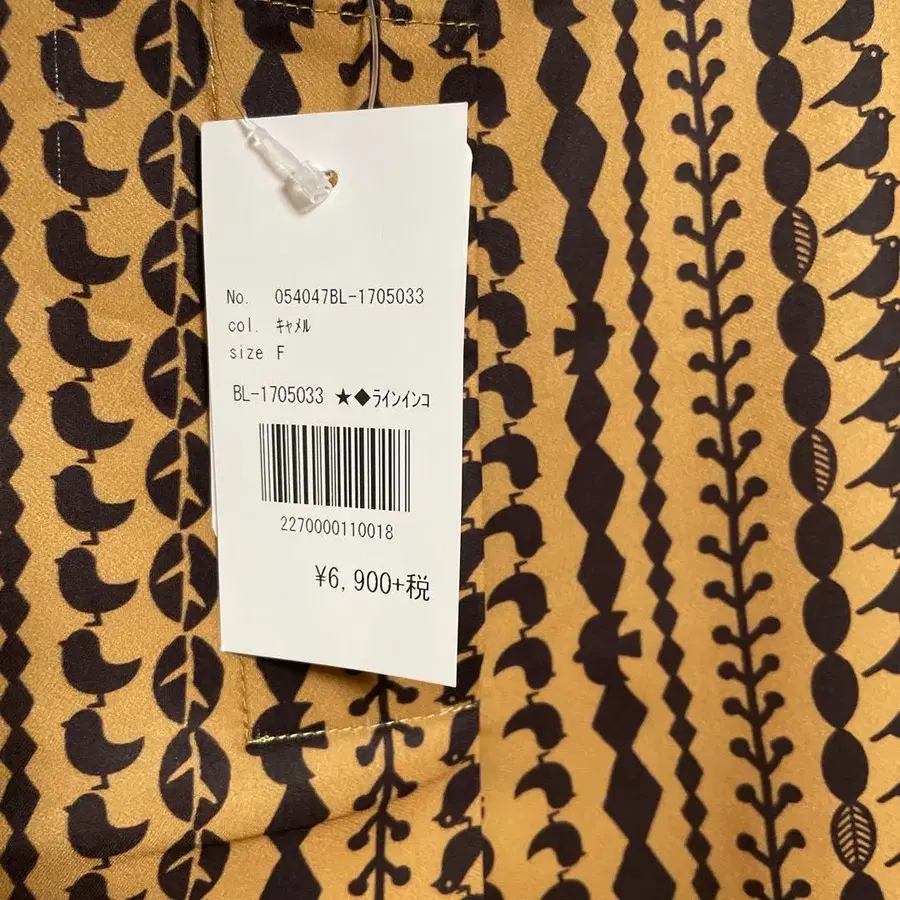 No. 054047BL-1705033
col. ｷｬﾒﾙ
size F
BL-1705033 ★◆ﾗｲﾝｲﾝｺ
2270000110018
¥6,900+税